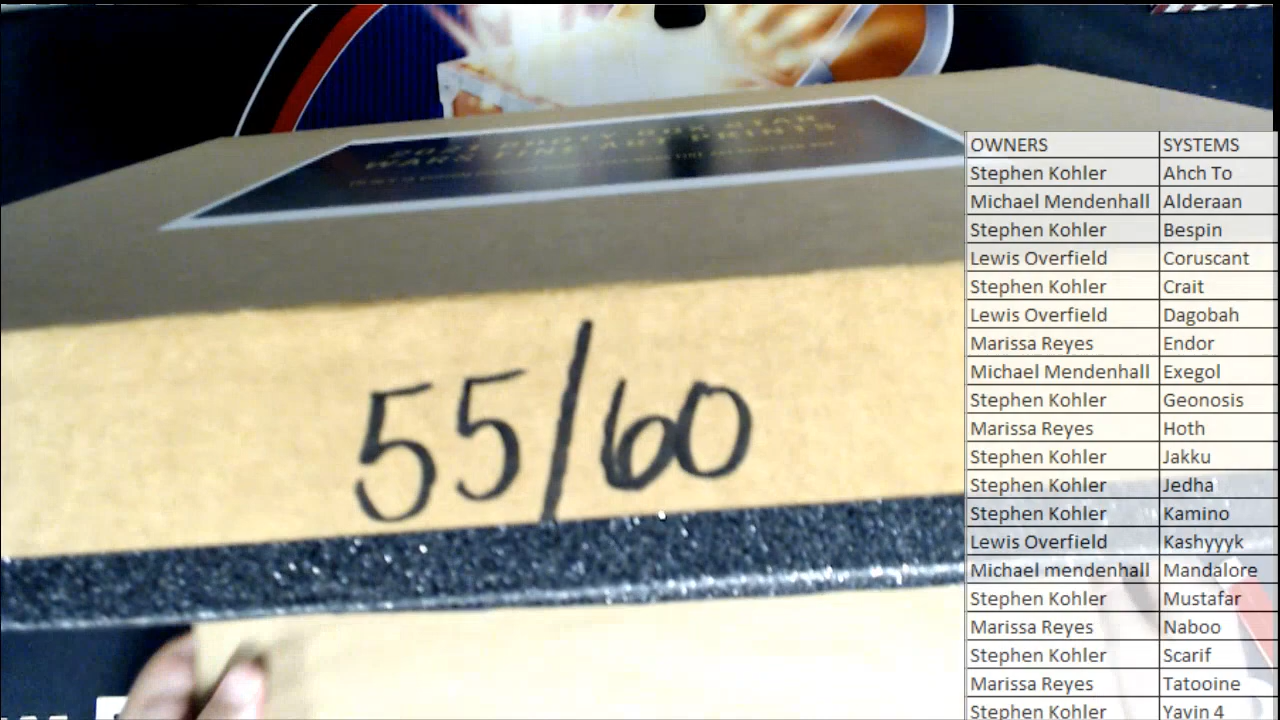 55/60
OWNERS SYSTEMS
Stephen Kohler Ahch To
Michael Mendenhall Alderaan
Stephen Kohler Bespin
Lewis Overfield Coruscant
Stephen Kohler Crait
Lewis Overfield Dagobah
Marissa Reyes Endor
Michael Mendenhall Exegol
Stephen Kohler Geonosis
Marissa Reyes Hoth
Stephen Kohler Jakku
Stephen Kohler Jedha
Stephen Kohler Kamino
Lewis Overfield Kashyyyk
Michael mendenhall Mandalore
Stephen Kohler Mustafar
Marissa Reyes Naboo
Stephen Kohler Scarif
Marissa Reyes Tatooine
Stephen Kohler Yavin 4